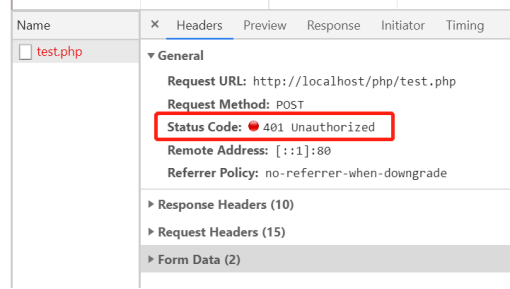 Name
× Headers Preview Response Initiator Timing
test.php
▼ General
Request URL: http://localhost/php/test.php
Request Method: POST
Status Code: 401 Unauthorized
Remote Address: [::1]:80
Referrer Policy: no-referrer-when-downgrade
▶ Response Headers (10)
▶ Request Headers (15)
▶ Form Data (2)